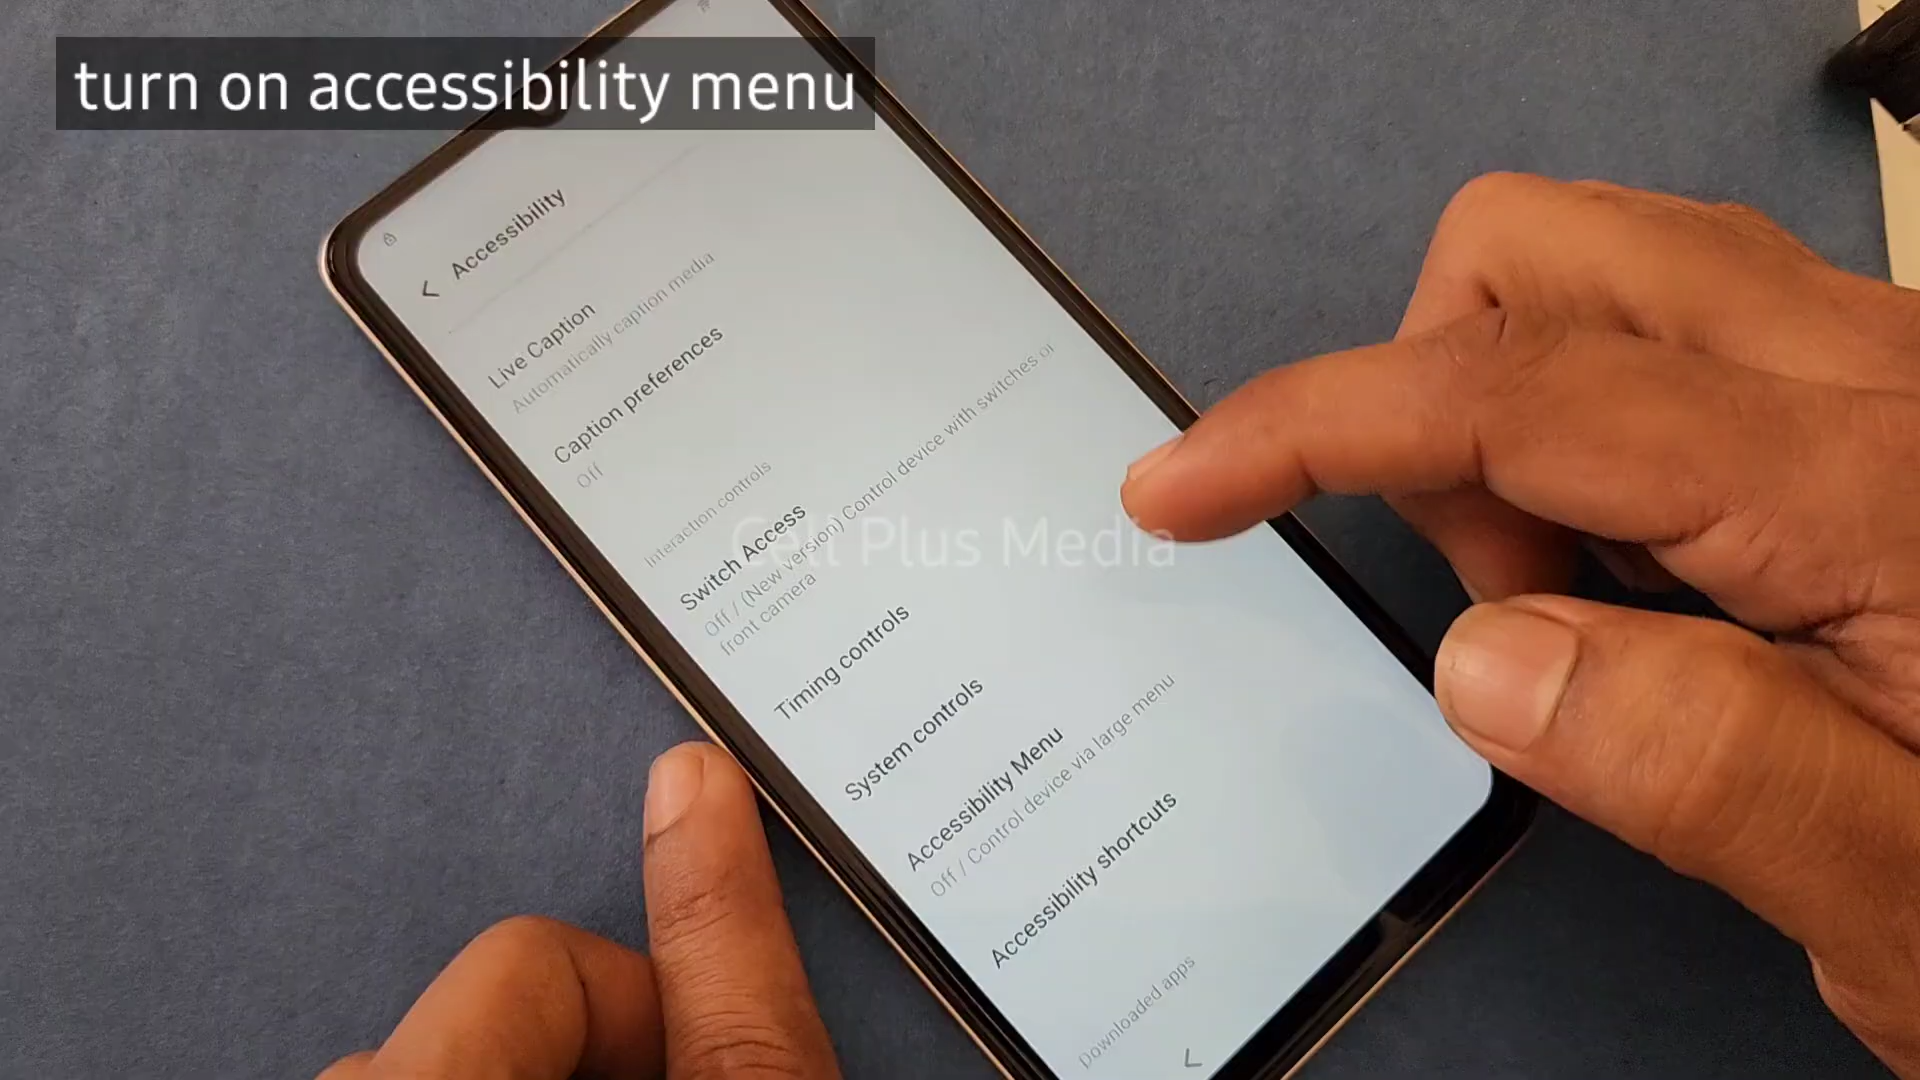 turn on accessibility menu
Accessibility
Live Caption
Automatically caption media
Caption preferences
Off
Interaction controls
Switch Access
Off / (New version) Control device with switches or
front camera
Timing controls
System controls
Accessibility Menu
Off / Control device via large menu
Accessibility shortcuts
Downloaded apps
Cell Plus Media